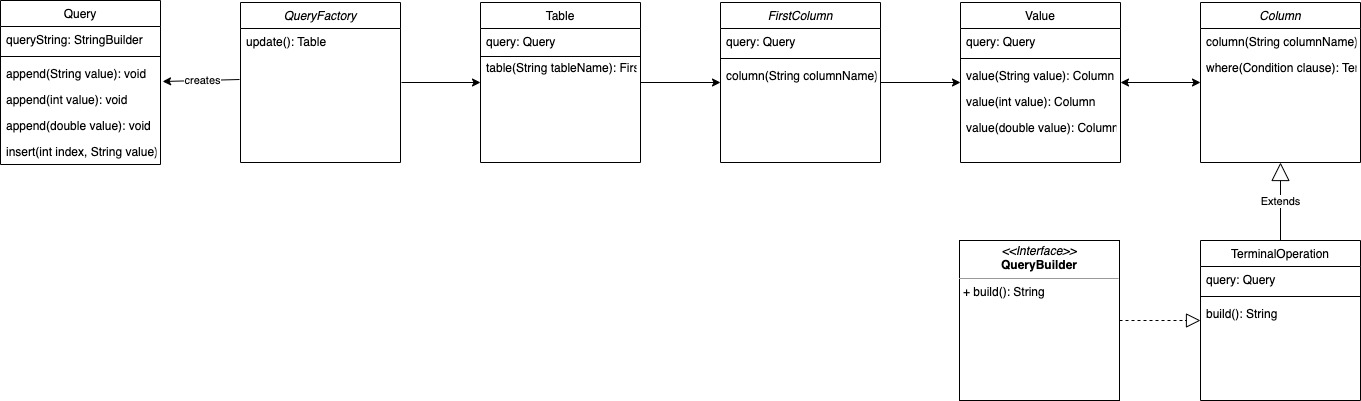 Query
queryString: StringBuilder
append(String value): void
append(int value): void
append(double value): void
insert(int index, String value)
creates
QueryFactory
update(): Table
Table
query: Query
table(String tableName): Firs
FirstColumn
query: Query
column(String columnName)
Value
query: Query
value(String value): Column
value(int value): Column
value(double value): Column
Column
column(String columnName)
where(Condition clause): Ter
Extends
<<Interface>>
QueryBuilder
+ build(): String
TerminalOperation
query: Query
build(): String